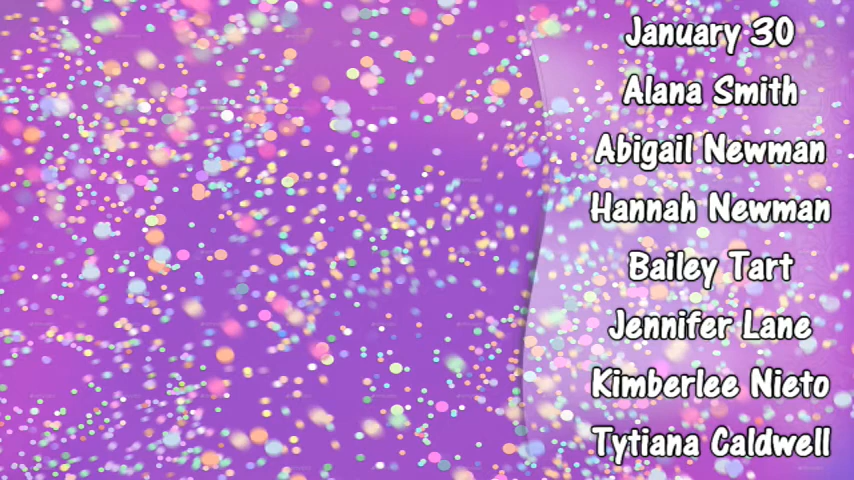 January 30
Alana Smith
Abigail Newman
Hannah Newman
Bailey Tart
Jennifer Lane
Kimberlee Nieto
Tytiana Caldwell